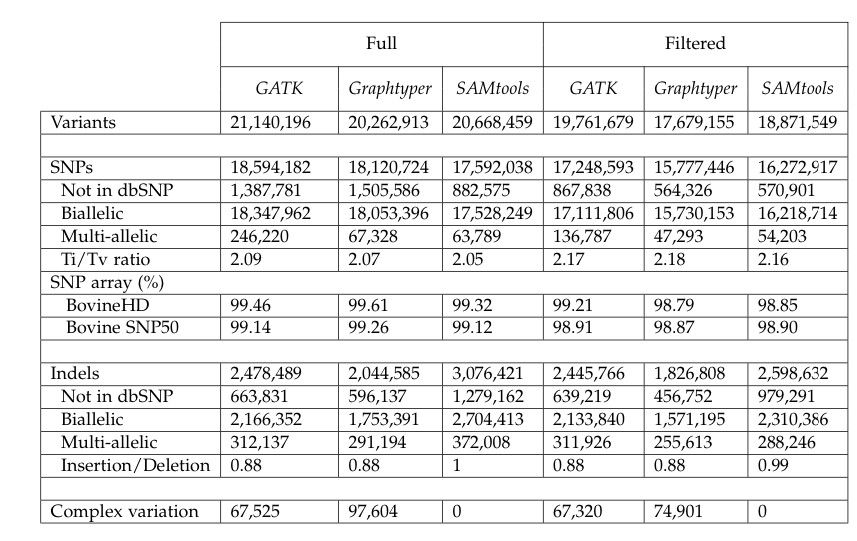 Full Filtered
GATK Graphtyper SAMtools GATK Graphtyper SAMtools
Variants 21,140,196 20,262,913 20,668,459 19,761,679 17,679,155 18,871,549
SNPs 18,594,182 18,120,724 17,592,038 17,248,593 15,777,446 16,272,917
Not in dbSNP 1,387,781 1,505,586 882,575 867,838 564,326 570,901
Biallelic 18,347,962 18,053,396 17,528,249 17,111,806 15,730,153 16,218,714
Multi-allelic 246,220 67,328 63,789 136,787 47,293 54,203
Ti/Tv ratio 2.09 2.07 2.05 2.17 2.18 2.16
SNP array (%)
BovineHD 99.46 99.61 99.32 99.21 98.79 98.85
Bovine SNP50 99.14 99.26 99.12 98.91 98.87 98.90
Indels 2,478,489 2,044,585 3,076,421 2,445,766 1,826,808 2,598,632
Not in dbSNP 663,831 596,137 1,279,162 639,219 456,752 979,291
Biallelic 2,166,352 1,753,391 2,704,413 2,133,840 1,571,195 2,310,386
Multi-allelic 312,137 291,194 372,008 311,926 255,613 288,246
Insertion/Deletion 0.88 0.88 1 0.88 0.88 0.99
Complex variation 67,525 97,604 0 67,320 74,901 0